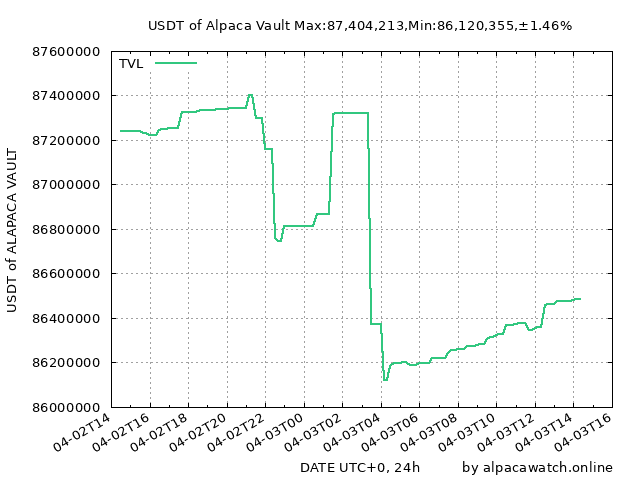 USDT of Alpaca Vault Max:87,404,213,Min:86,120,355,±1.46%
TVL
87600000
87400000
87200000
87000000
86800000
86600000
86400000
86200000
86000000
USDT of ALAPACA VAULT
04-02T14
04-02T16
04-02T18
04-02T20
04-02T22
04-03T00
04-03T02
04-03T04
04-03T06
04-03T08
04-03T10
04-03T12
04-03T14
04-03T16
DATE UTC+0, 24h
by alpacawatch.online